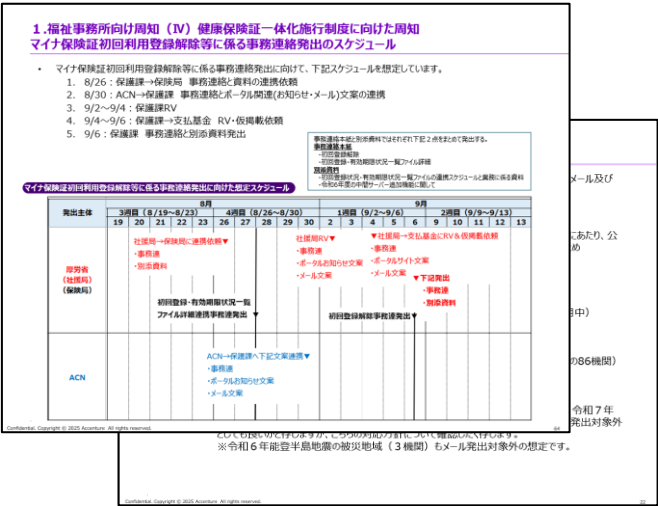 1．福祉事務所向け周知（Ⅳ）健康保険証一体化施行制度に向けた周知
マイナ保険証初回利用登録解除等に係る事務連絡発出のスケジュール
・ マイナ保険証初回利用登録解除等に係る事務連絡発出に向けて、下記スケジュールを想定しています。
1. 8/26：保護課→保険局 事務連絡と資料の連携依頼
2. 8/30：ACN→保護課 事務連絡とポータル関連(お知らせ・メール)文案の連携
3. 9/2～9/4：保護課RV
4. 9/4～9/6：保護課→支払基金 RV・仮掲載依頼
5. 9/6：保護課 事務連絡と別添資料発出
事務連絡本紙と別添資料ではそれぞれ下記2点をまとめて発出する。
事務連絡本紙
・初回登録解除
・初回登録・有効期限状況一覧ファイル詳細
別添資料
・初回登録状況・有効期限状況一覧ファイルの連携スケジュールと業務に係る資料
・令和6年度の中間サーバー追加機能に関して
マイナ保険証初回利用登録解除等に係る事務連絡発出に向けた想定スケジュール
発出主体
8月
9月
3週目（8/19～8/23）
4週目（8/26～8/30）
1週目（9/2～9/6）
2週目（9/9～9/13）
19 20 21 22 23 26 27 28 29 30 2 3 4 5 6 9 10 11 12 13
厚労省
（社援局）
（保険局）
社援局→保険局に連携依頼▼
・事務連
・別添資料
社援局RV▼
・事務連
・ポータルお知らせ文案
・メール文案
▼社援局→支払基金にRV＆仮掲載依頼
・事務連
・ポータルサイト文案
・メール文案
▼下記発出
・事務連
・別添資料
初回登録・有効期限状況一覧
ファイル詳細連携事務連発出
初回登録解除事務連発出
ACN
ACN→保護課へ下記文案連携▼
・事務連
・ポータルお知らせ文案
・メール文案
Confidential. Copyright © 2025 Accenture All rights reserved.
64
メール及び
にあたり、公
め
中）
の86機関）
令和７年
発出対象外
※令和６年能登半島地震の被災地域（３機関）もメール発出対象外の想定です。
Confidential. Copyright © 2025 Accenture All rights reserved.
22